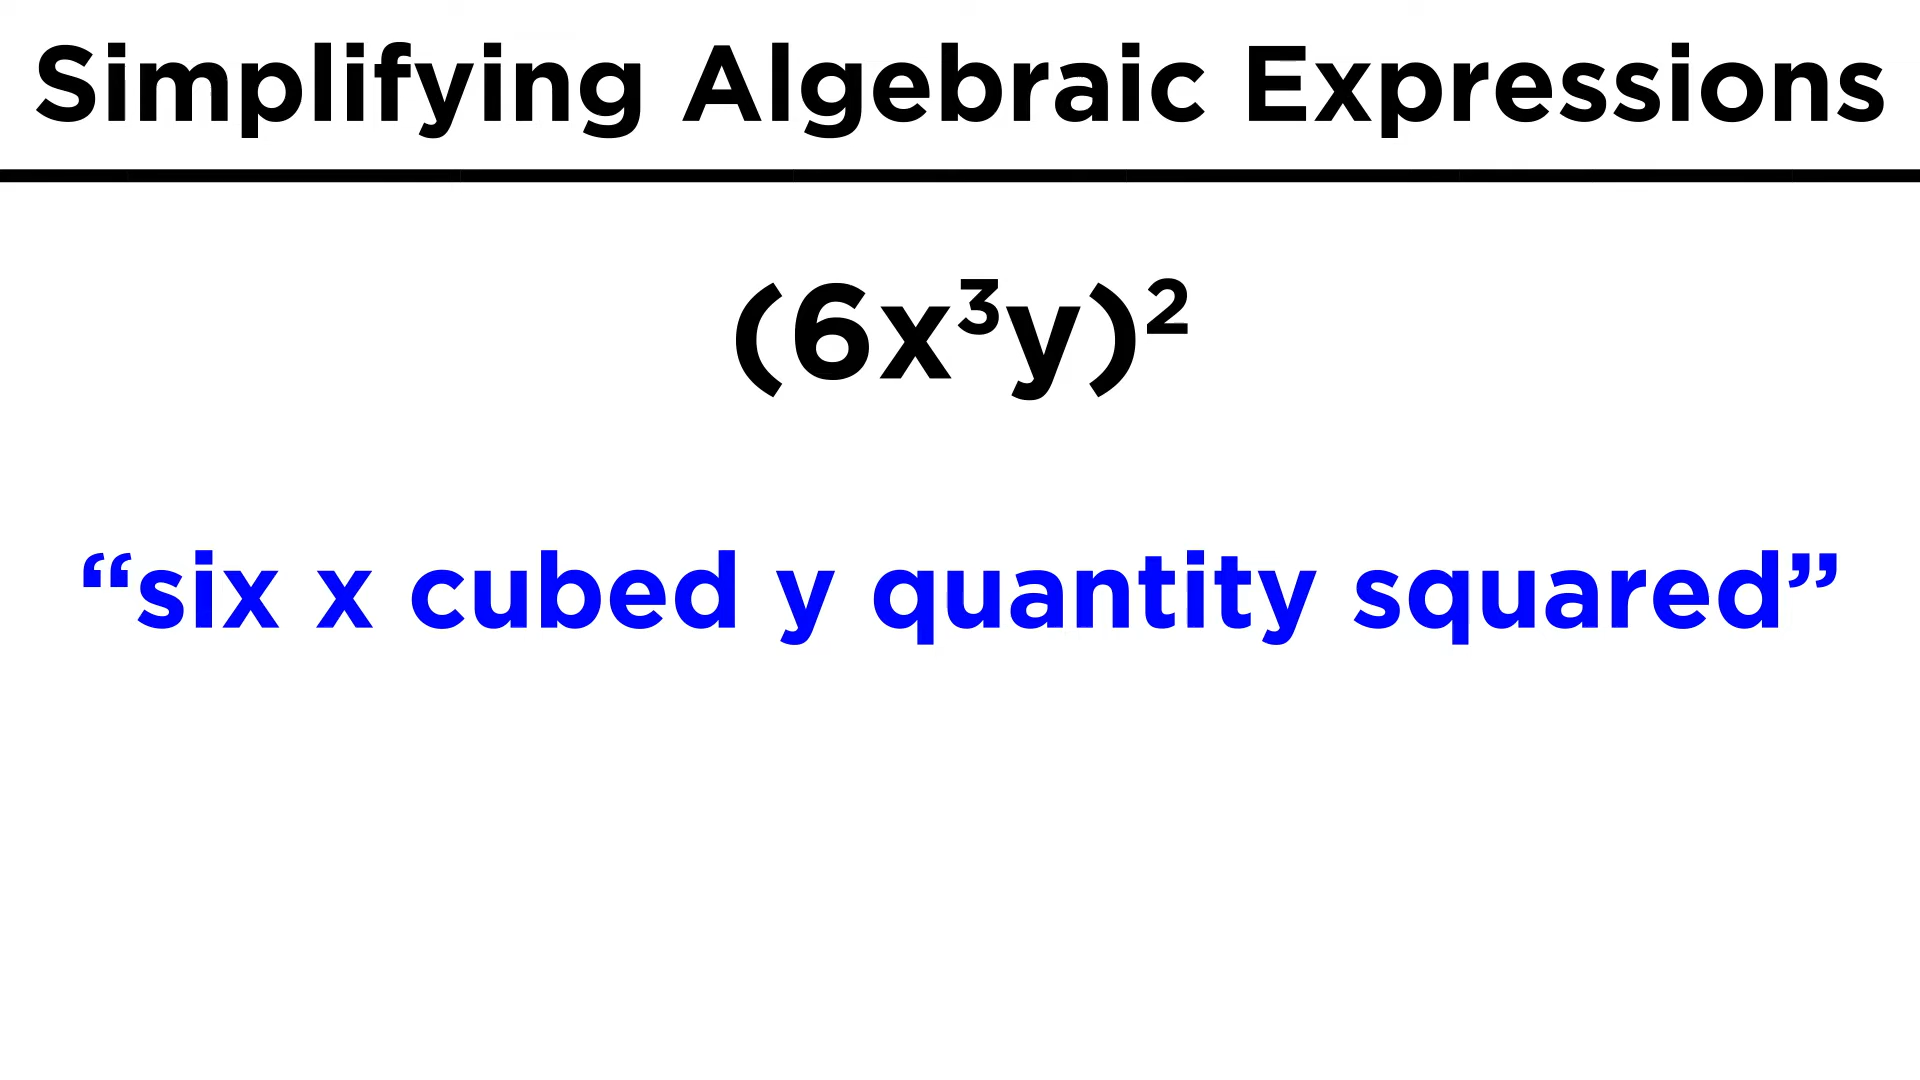 Simplifying Algebraic Expressions
(6x³y)²
“six x cubed y quantity squared”